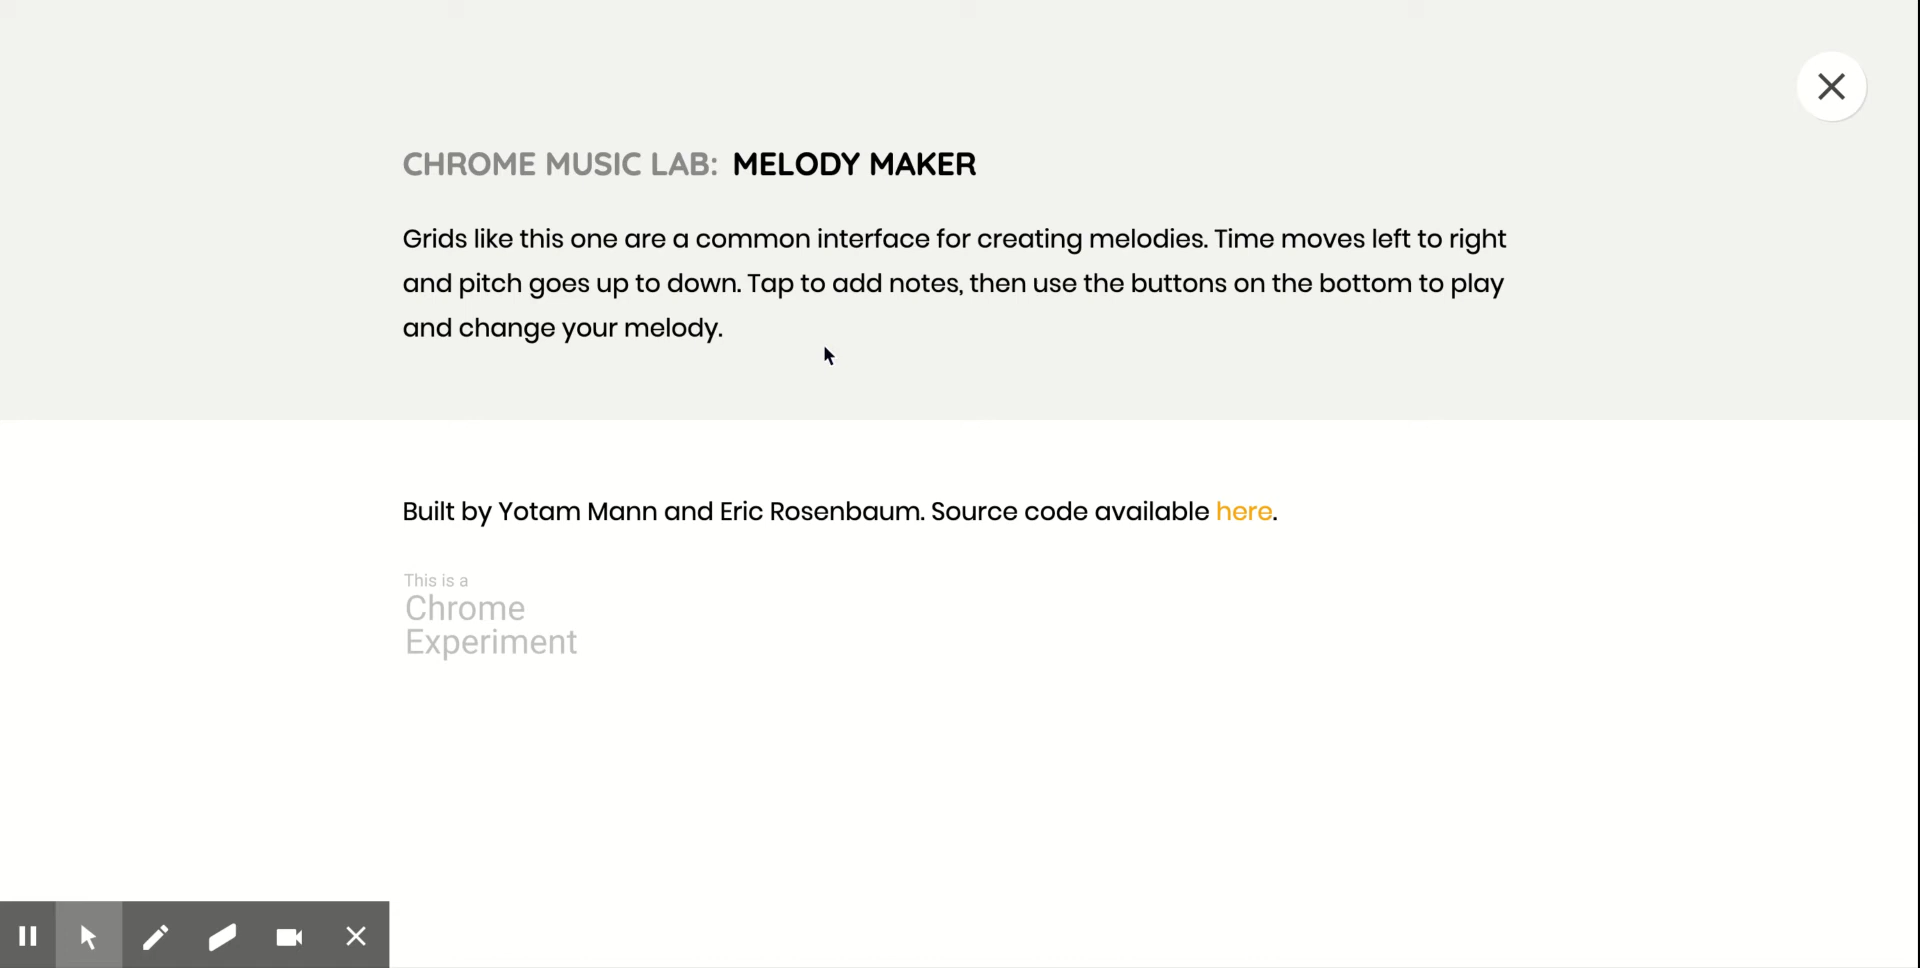 CHROME MUSIC LAB: MELODY MAKER
Grids like this one are a common interface for creating melodies. Time moves left to right
and pitch goes up to down. Tap to add notes, then use the buttons on the bottom to play
and change your melody.
Built by Yotam Mann and Eric Rosenbaum. Source code available here.
This is a
Chrome
Experiment